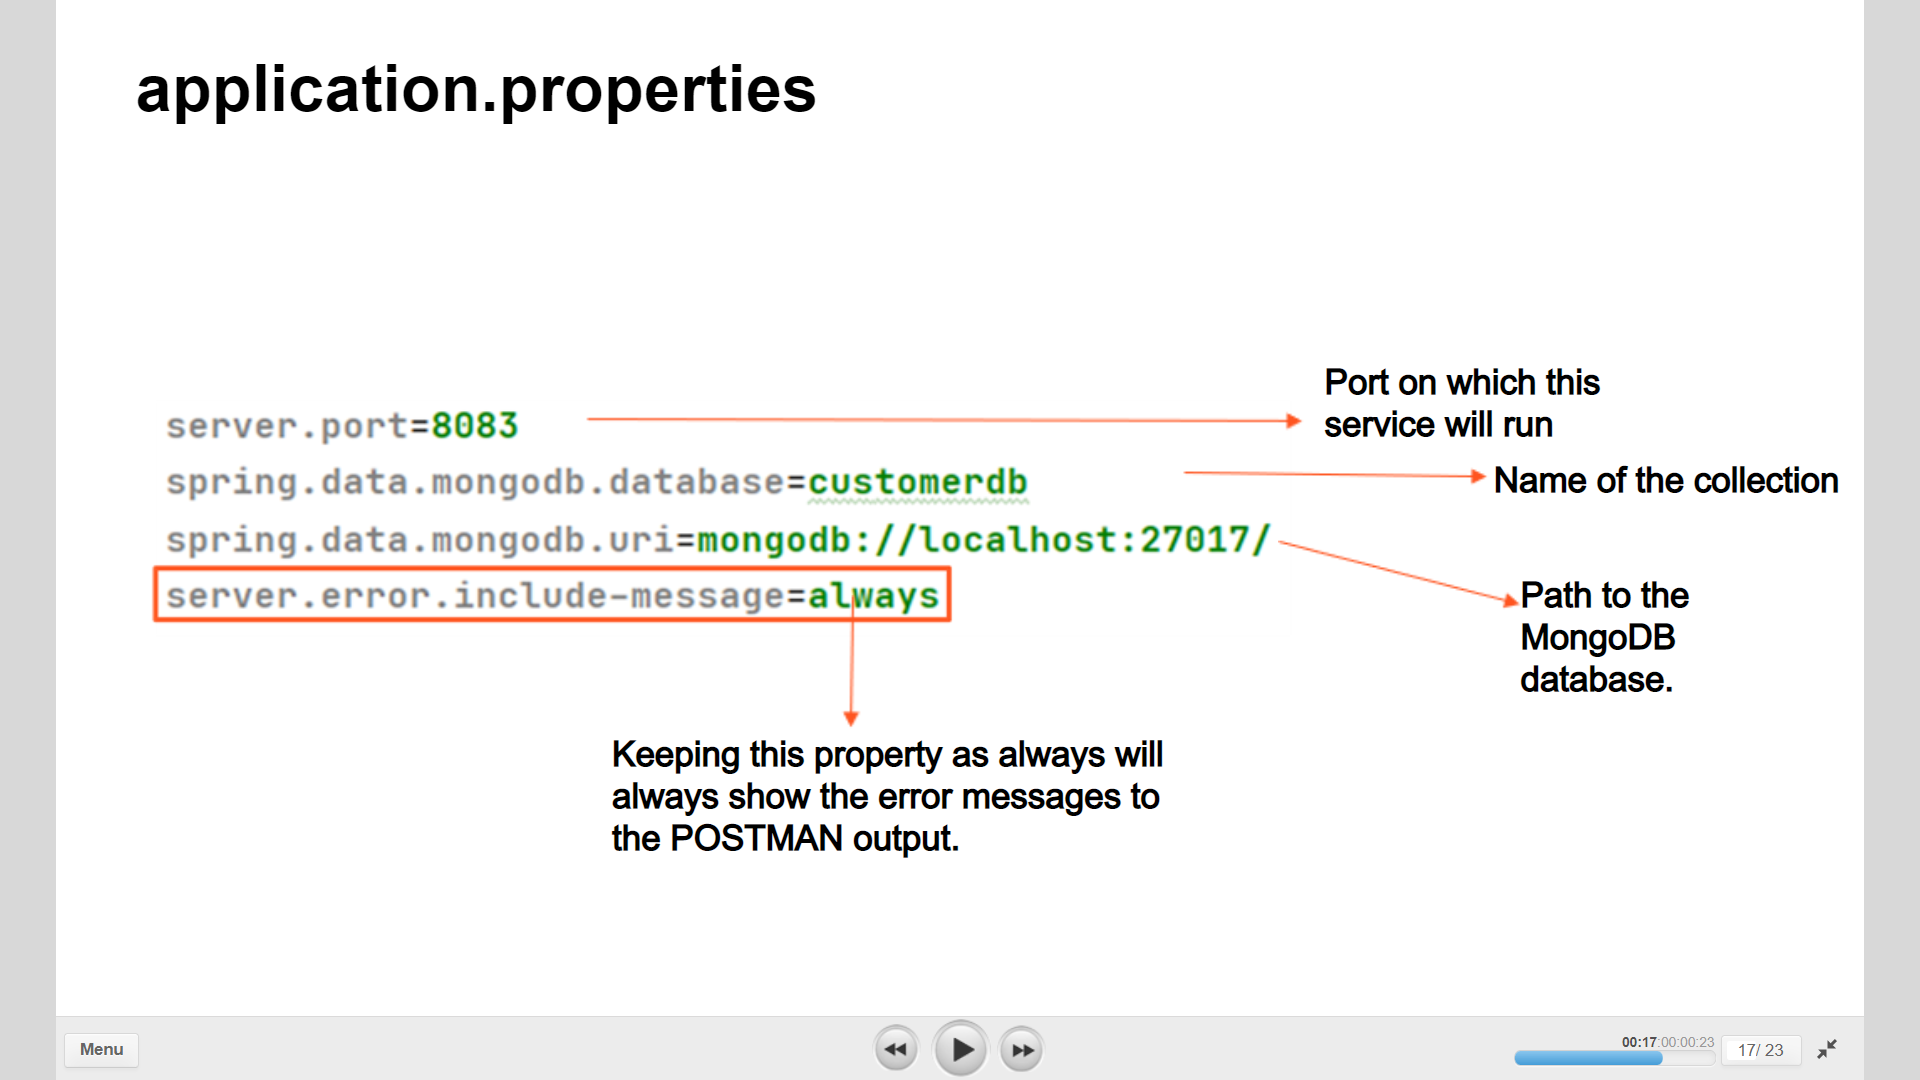 application.properties
server.port=8083
Port on which this
service will run
spring.data.mongodb.database=customerdb
Name of the collection
spring.data.mongodb.uri=mongodb://localhost:27017/
server.error.include-message=always
Path to the
MongoDB
database.
Keeping this property as always will
always show the error messages to
the POSTMAN output.
Menu
00:17:00:00:23
17/ 23